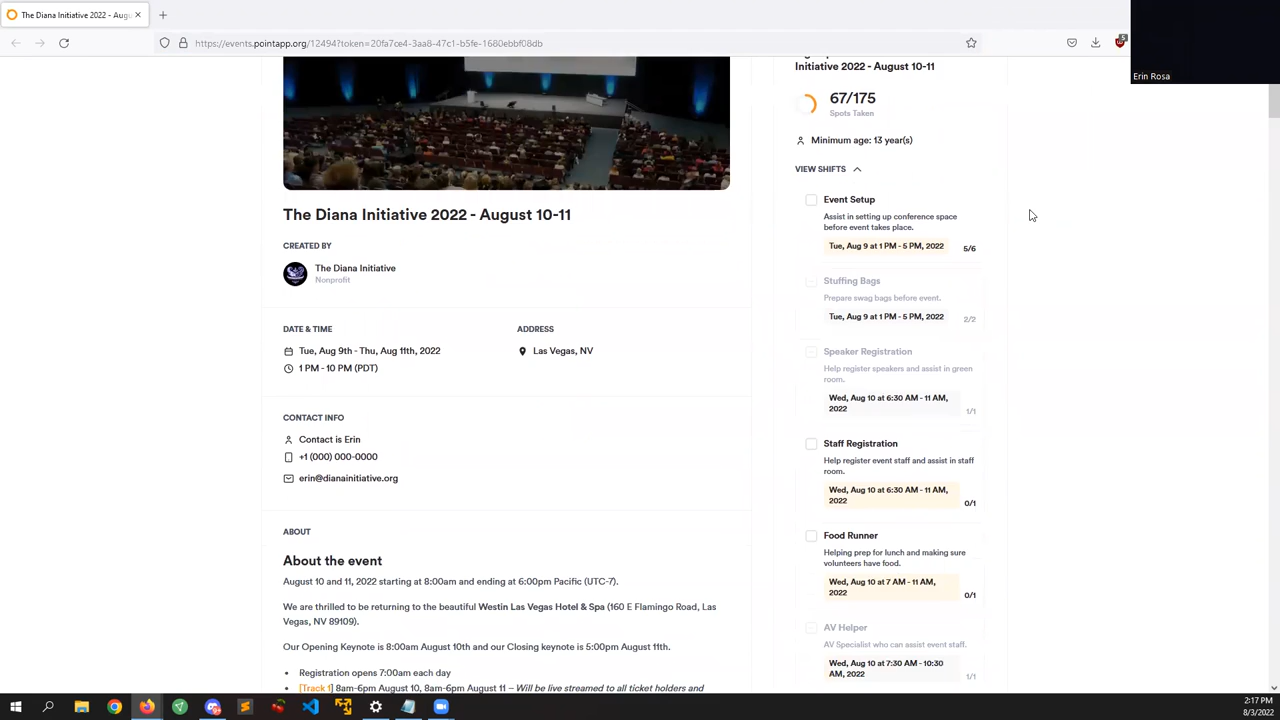 The Diana Initiative 2022 - Aug
https://events.pointapp.org/12494?token=20fa7ce4-3aa8-47c1-b5fe-1680ebbf08db
5
Erin Rosa
Initiative 2022 - August 10-11
67/175
Spots Taken
Minimum age: 13 year(s)
VIEW SHIFTS
Event Setup
Assist in setting up conference space
before event takes place.
Tue, Aug 9 at 1 PM - 5 PM, 2022
5/6
Stuffing Bags
Prepare swag bags before event.
Tue, Aug 9 at 1 PM - 5 PM, 2022
2/2
Speaker Registration
Help register speakers and assist in green
room.
Wed, Aug 10 at 6:30 AM - 11 AM,
2022
1/1
Staff Registration
Help register event staff and assist in staff
room.
Wed, Aug 10 at 6:30 AM - 11 AM,
2022
0/1
Food Runner
Helping prep for lunch and making sure
volunteers have food.
Wed, Aug 10 at 7 AM - 11 AM,
2022
0/1
AV Helper
AV Specialist who can assist event staff.
Wed, Aug 10 at 7:30 AM - 10:30
AM, 2022
1/1
The Diana Initiative 2022 - August 10-11
CREATED BY
The Diana Initiative
Nonprofit
DATE & TIME
Tue, Aug 9th - Thu, Aug 11th, 2022
1 PM - 10 PM (PDT)
ADDRESS
Las Vegas, NV
CONTACT INFO
Contact is Erin
+1 (000) 000-0000
erin@dianainitiative.org
ABOUT
About the event
August 10 and 11, 2022 starting at 8:00am and ending at 6:00pm Pacific (UTC-7).
We are thrilled to be returning to the beautiful Westin Las Vegas Hotel & Spa (160 E Flamingo Road, Las
Vegas, NV 89109).
Our Opening Keynote is 8:00am August 10th and our Closing keynote is 5:00pm August 11th.
• Registration opens 7:00am each day
• [Track 1] 8am-6pm August 10, 8am-6pm August 11 – Will be live streamed to all ticket holders and
2:17 PM
8/3/2022